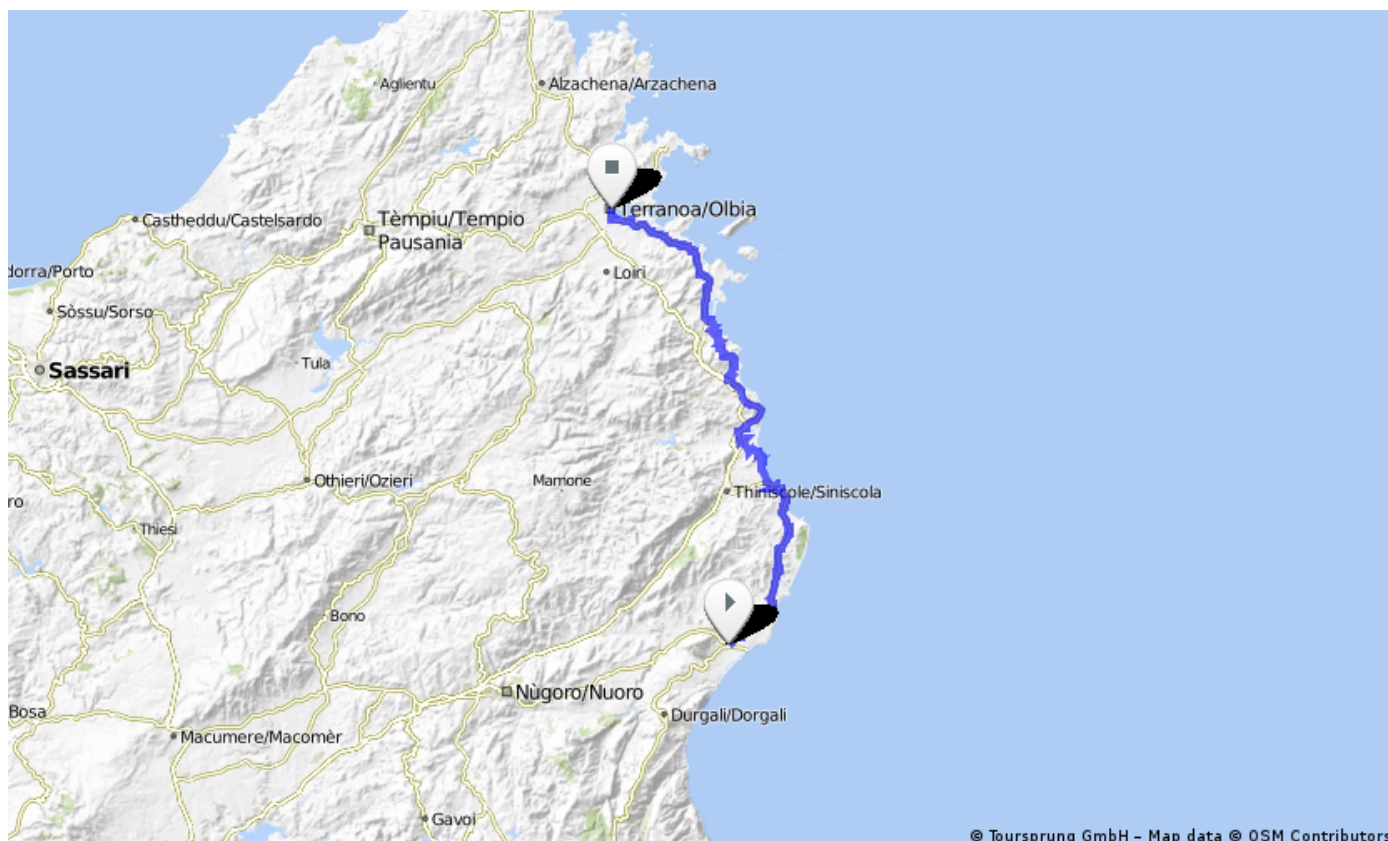 Aglientu
Alzachena/Arzachena
Terranoa/Olbia
Castheddu/Castelsardo
Tèmpiu/Tempio
Pausania
dorra/Porto
Loiri
Sòssu/Sorso
Tula
Sassari
Othieri/Ozieri
Mamone
Thiniscole/Siniscola
ro
Thiesi
Bono
Nùgoro/Nuoro
Bosa
Durgali/Dorgali
Macumere/Macomèr
Gavoi
© Toursprung GmbH – Map data © OSM Contributors